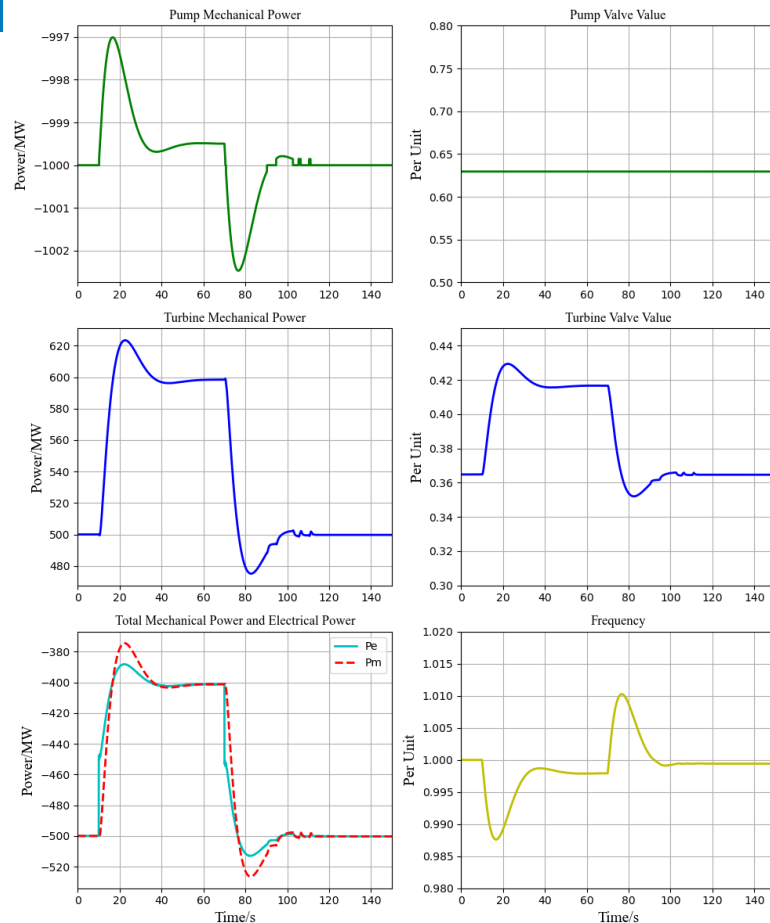 Pump Mechanical Power
Power/MW
−997
−998
−999
−1000
−1001
−1002
0 20 40 60 80 100 120 140
Pump Valve Value
Per Unit
0.80
0.75
0.70
0.65
0.60
0.55
0.50
0 20 40 60 80 100 120 140
Turbine Mechanical Power
Power/MW
620
600
580
560
540
520
500
480
0 20 40 60 80 100 120 140
Turbine Valve Value
Per Unit
0.44
0.42
0.40
0.38
0.36
0.34
0.32
0.30
0 20 40 60 80 100 120 140
Total Mechanical Power and Electrical Power
Power/MW
−380
−400
−420
−440
−460
−480
−500
−520
Pe
Pm
0 20 40 60 80 100 120 140
Time/s
Frequency
Per Unit
1.020
1.015
1.010
1.005
1.000
0.995
0.990
0.985
0.980
0 20 40 60 80 100 120 140
Time/s